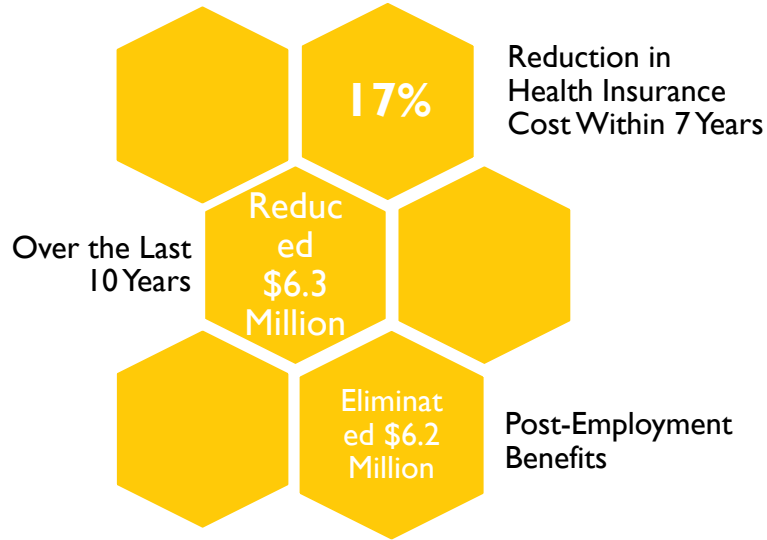 17%
Reduction in
Health Insurance
Cost Within 7 Years
Over the Last
10 Years
Reduc
ed
$6.3
Million
Eliminat
ed $6.2
Million
Post-Employment
Benefits